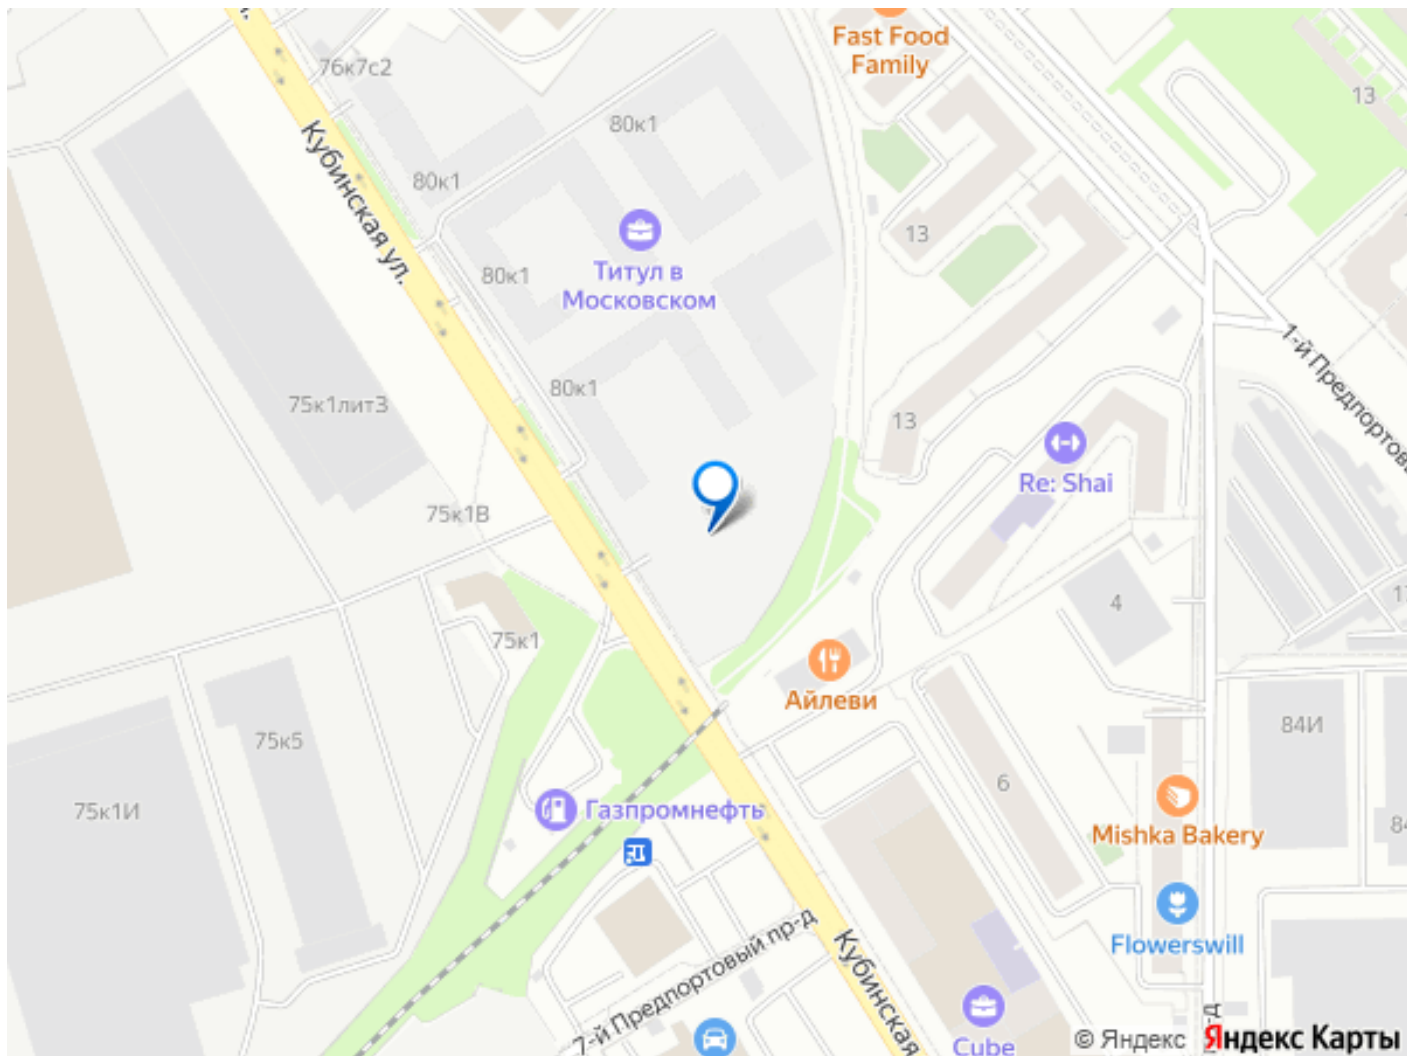 Fast Food
Family
76к7с2
13
80к1
Кубинская ул.
80к1
13
Титул в
Московском
80к1
1-й Предпортовый
80к1
75к1лит3
13
Re: Shai
75к1В
4
75к1
Айлеви
84И
75к5
6
75к1И
Газпромнефть
Mishka Bakery
Flowerswill
7-й Предпортовый пр-д
Кубинская
Cube
© Яндекс
Яндекс Карты